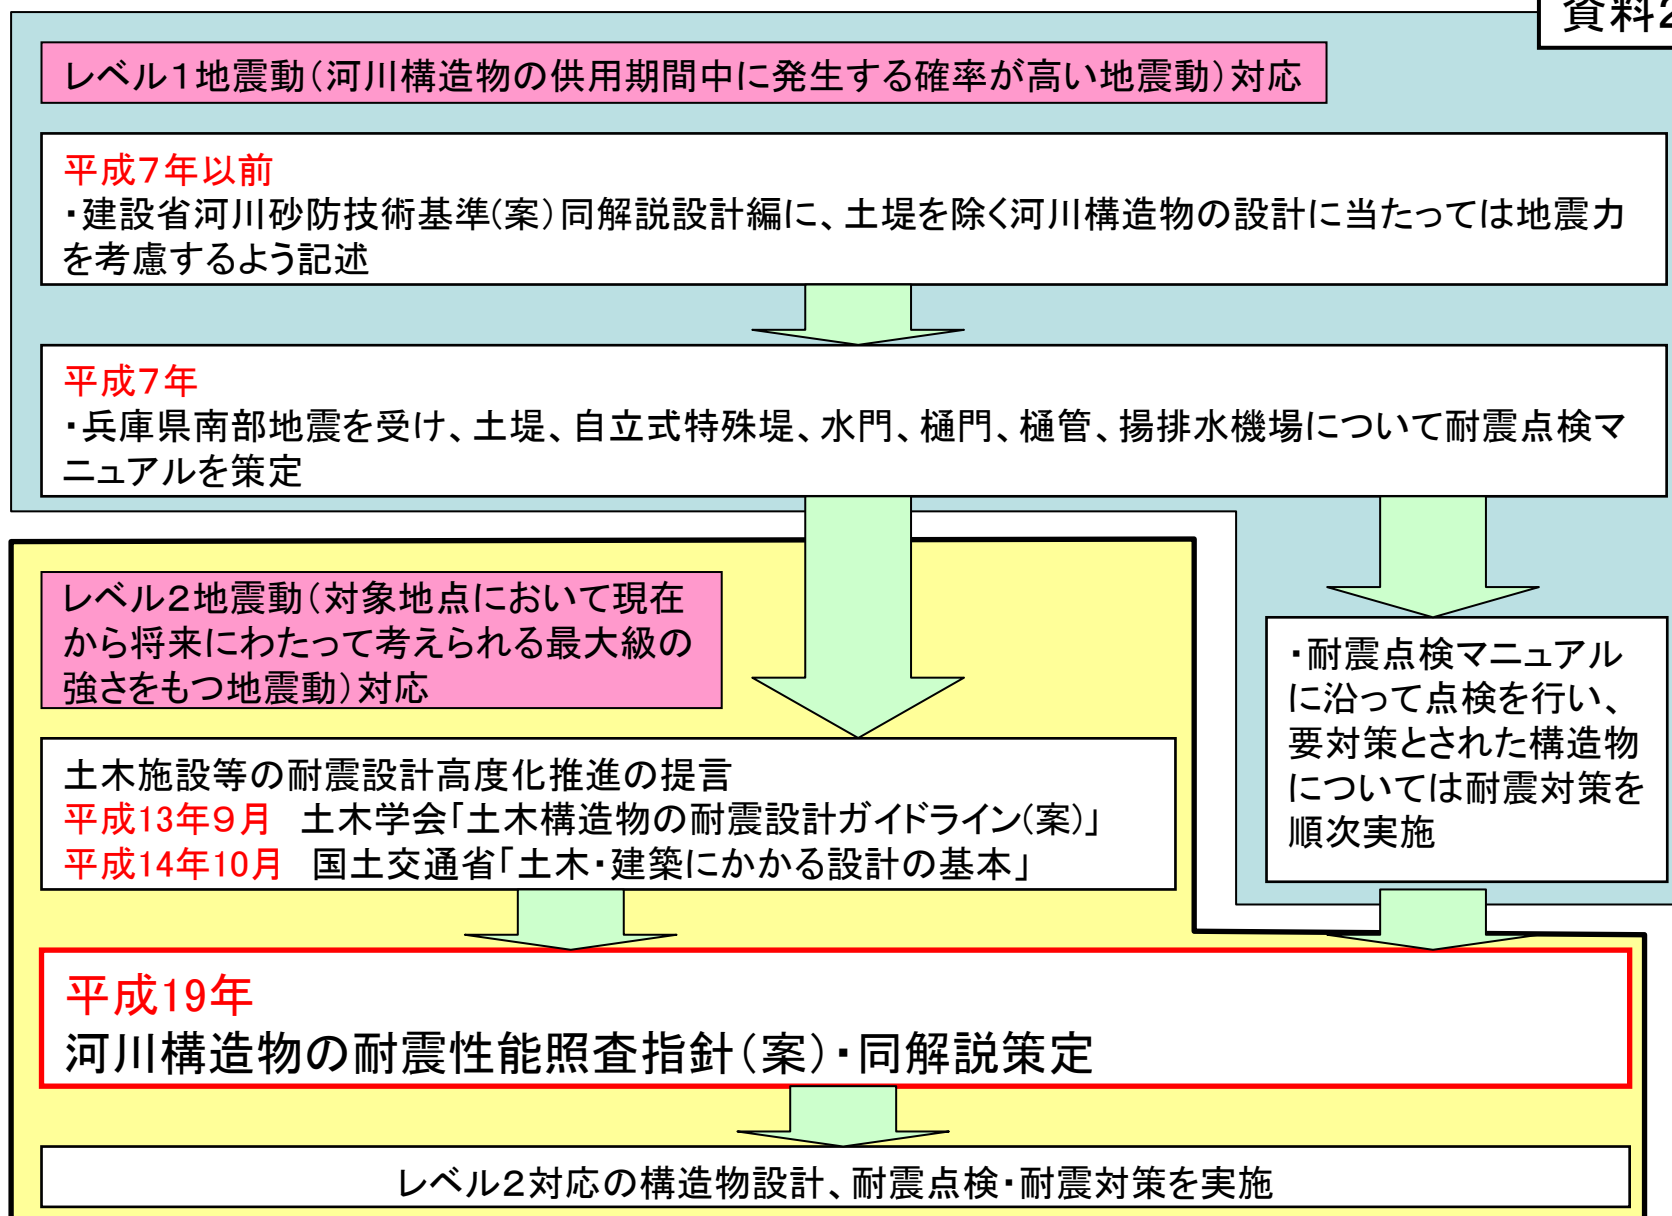 資料2
レベル1地震動(河川構造物の供用期間中に発生する確率が高い地震動)対応
平成7年以前
・建設省河川砂防技術基準(案)同解説設計編に、土堤を除く河川構造物の設計に当たっては地震力
を考慮するよう記述
平成7年
・兵庫県南部地震を受け、土堤、自立式特殊堤、水門、樋門、樋管、揚排水機場について耐震点検マ
ニュアルを策定
レベル2地震動(対象地点において現在
から将来にわたって考えられる最大級の
強さをもつ地震動)対応
・耐震点検マニュアル
に沿って点検を行い、
要対策とされた構造物
については耐震対策を
順次実施
土木施設等の耐震設計高度化推進の提言
平成13年9月 土木学会「土木構造物の耐震設計ガイドライン(案)」
平成14年10月 国土交通省「土木・建築にかかる設計の基本」
平成19年
河川構造物の耐震性能照査指針(案)・同解説策定
レベル2対応の構造物設計、耐震点検・耐震対策を実施